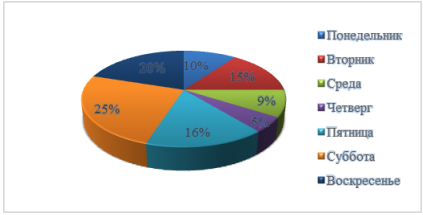 10%
15%
9%
5%
16%
25%
20%
Понедельник
Вторник
Среда
Четверг
Пятница
Суббота
Воскресенье